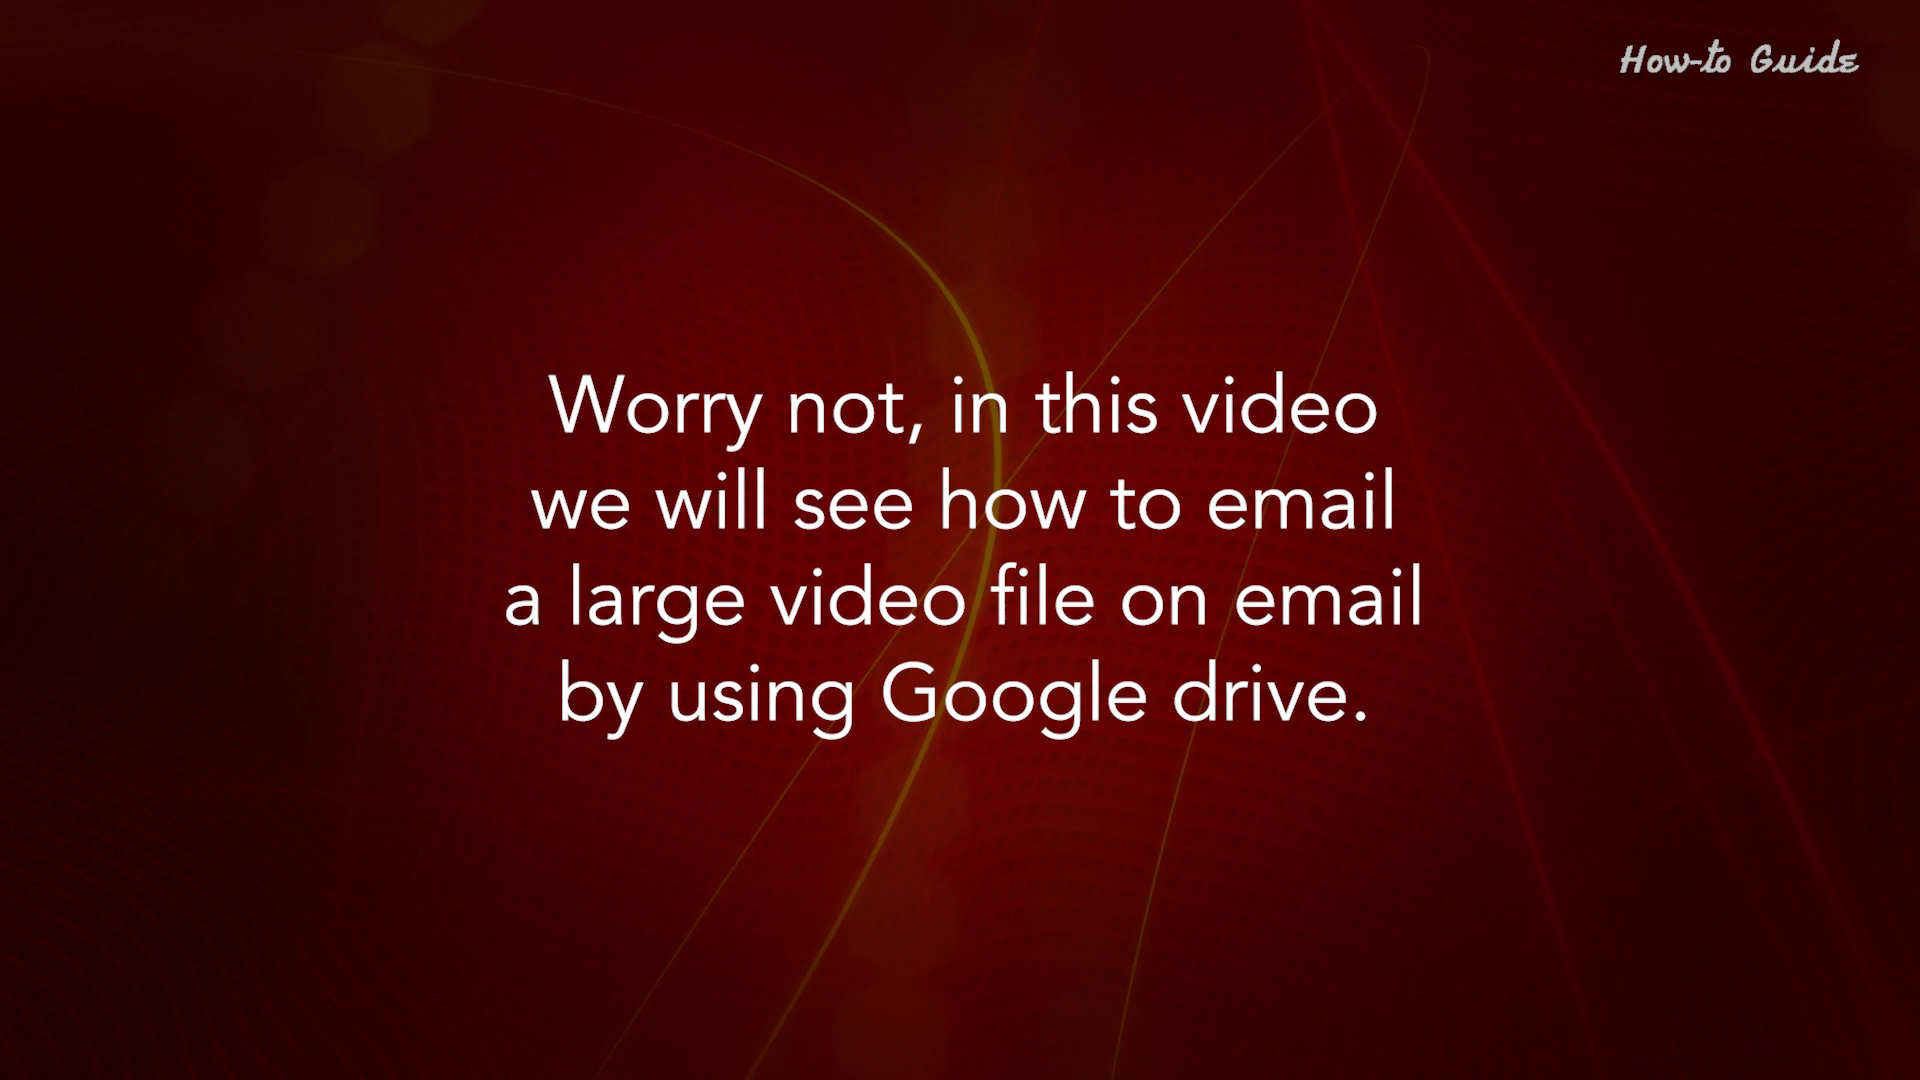 How-to Guide
Worry not, in this video
we will see how to email
a large video file on email
by using Google drive.